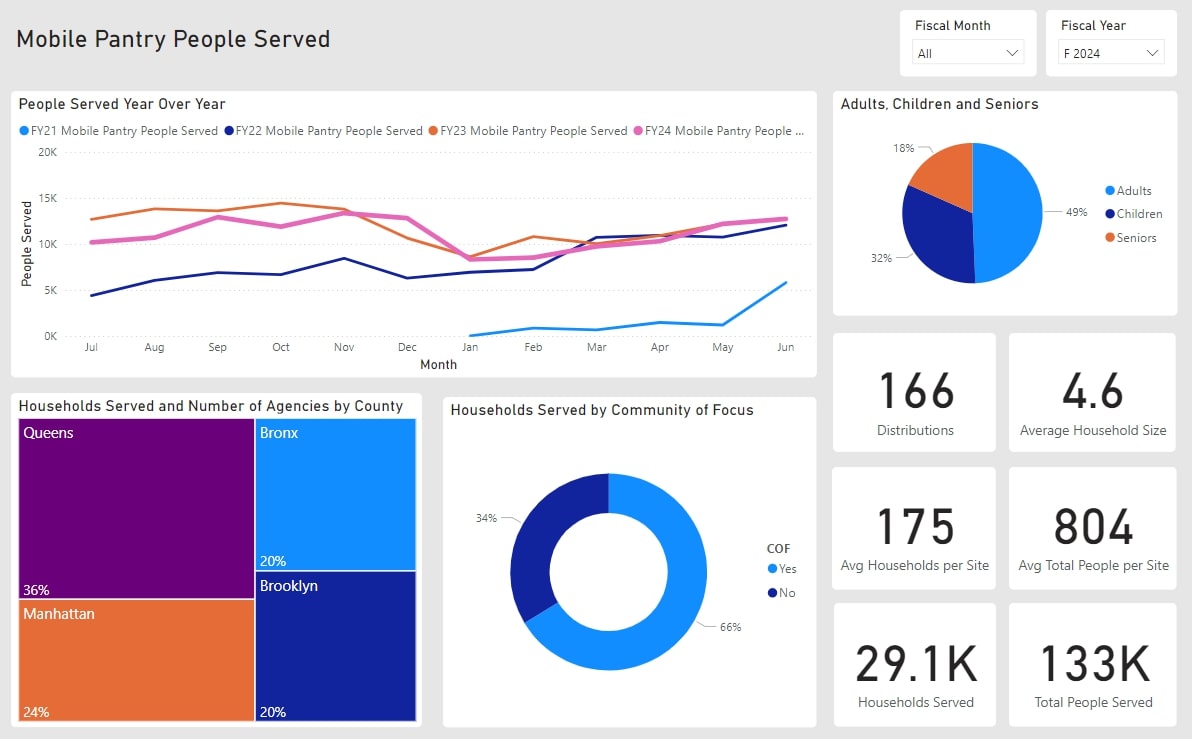 Mobile Pantry People Served
Fiscal Month
All
Fiscal Year
F 2024
People Served Year Over Year
FY21 Mobile Pantry People Served FY22 Mobile Pantry People Served FY23 Mobile Pantry People Served FY24 Mobile Pantry People ...
20K
15K
10K
5K
0K
People Served
Jul Aug Sep Oct Nov Dec Jan Feb Mar Apr May Jun
Month
Adults, Children and Seniors
18%
49%
32%
Adults
Children
Seniors
Households Served and Number of Agencies by County
Queens
36%
Manhattan
24%
Bronx
20%
Brooklyn
20%
Households Served by Community of Focus
34%
66%
COF
Yes
No
166
Distributions
4.6
Average Household Size
175
Avg Households per Site
804
Avg Total People per Site
29.1K
Households Served
133K
Total People Served